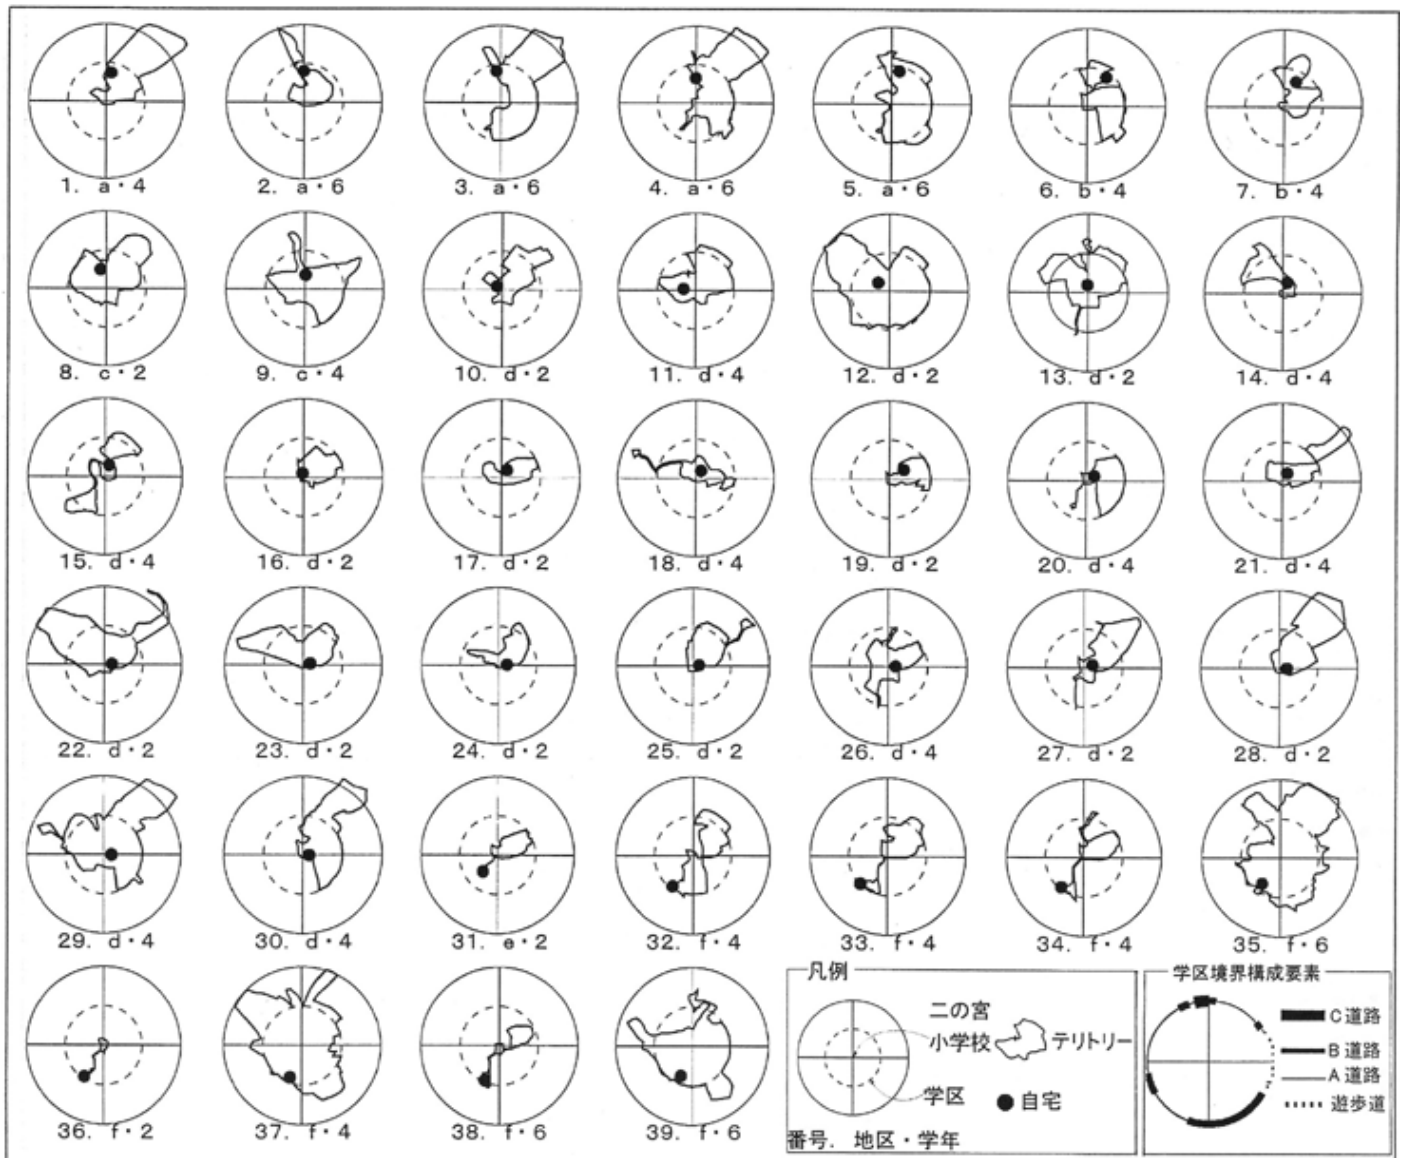 1. a・4
2. a・6
3. a・6
4. a・6
5. a・6
6. b・4
7. b・4
8. c・2
9. c・4
10. d・2
11. d・4
12. d・2
13. d・2
14. d・4
15. d・4
16. d・2
17. d・2
18. d・4
19. d・2
20. d・4
21. d・4
22. d・2
23. d・2
24. d・2
25. d・2
26. d・4
27. d・2
28. d・2
29. d・4
30. d・4
31. e・2
32. f・4
33. f・4
34. f・4
35. f・6
36. f・2
37. f・4
38. f・6
39. f・6
凡例
二の宮
小学校
テリトリー
学区
自宅
番号. 地区・学年
学区境界構成要素
C道路
B道路
A道路
遊歩道